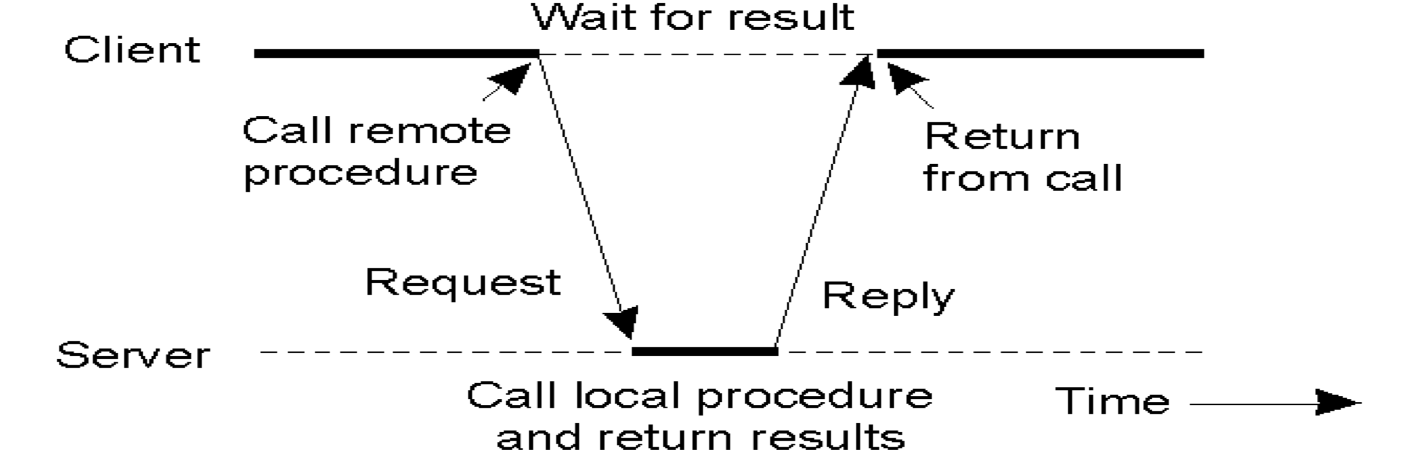 Wait for result
Client
Call remote
procedure
Return
from call
Request
Reply
Server
Call local procedure
and return results
Time